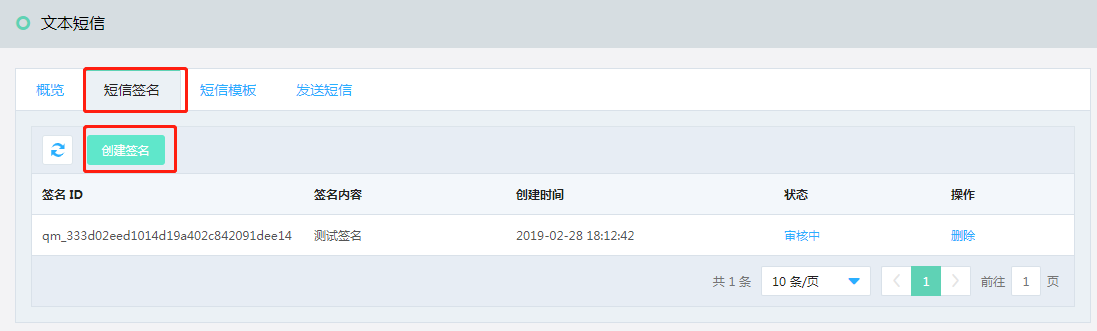 文本短信
概览 短信签名 短信模板 发送短信
创建签名
签名 ID 签名内容 创建时间 状态 操作
qm_333d02eed1014d19a402c842091dee14 测试签名 2019-02-28 18:12:42 审核中 删除
共 1 条 10 条/页 1 前往 1 页